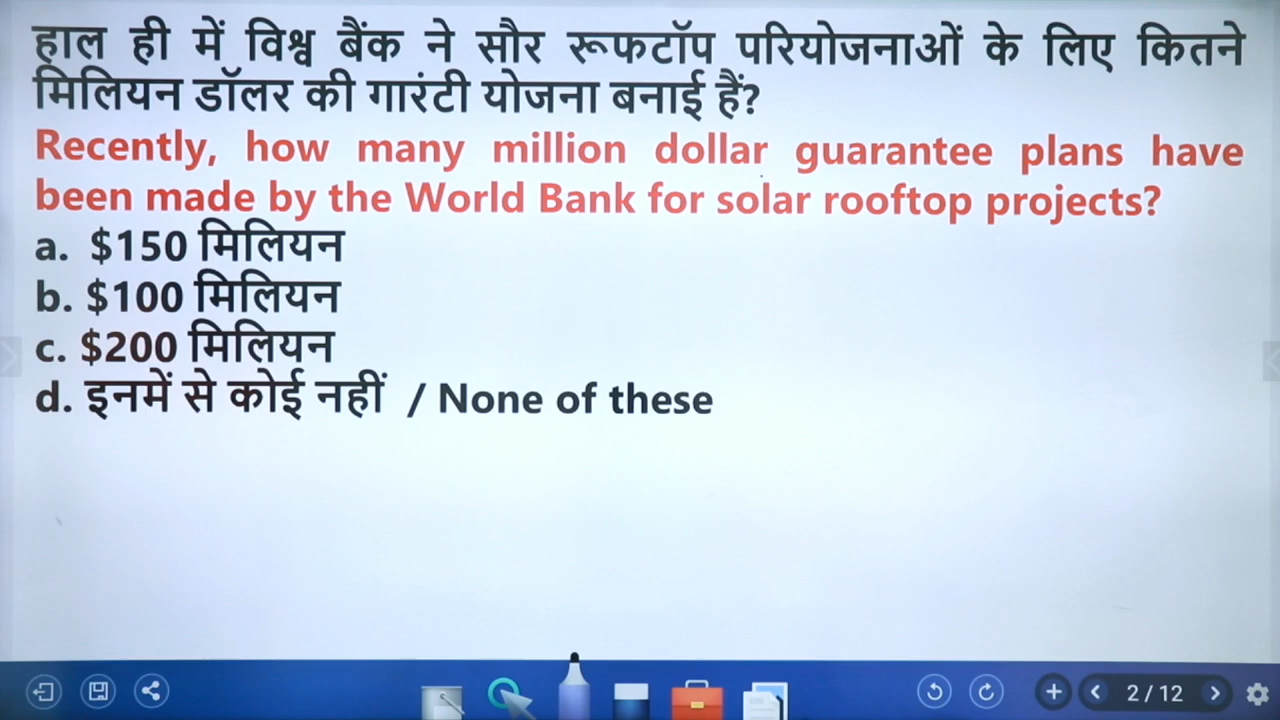 हाल ही में विश्व बैंक ने सौर रूफटॉप परियोजनाओं के लिए कितने
मिलियन डॉलर की गारंटी योजना बनाई हैं?
Recently, how many million dollar guarantee plans have
been made by the World Bank for solar rooftop projects?
a. $150 मिलियन
b. $100 मिलियन
c. $200 मिलियन
d. इनमें से कोई नहीं / None of these
2 / 12